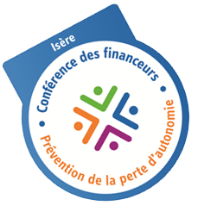 Isère
Conférence des financeurs
Prévention de la perte d'autonomie